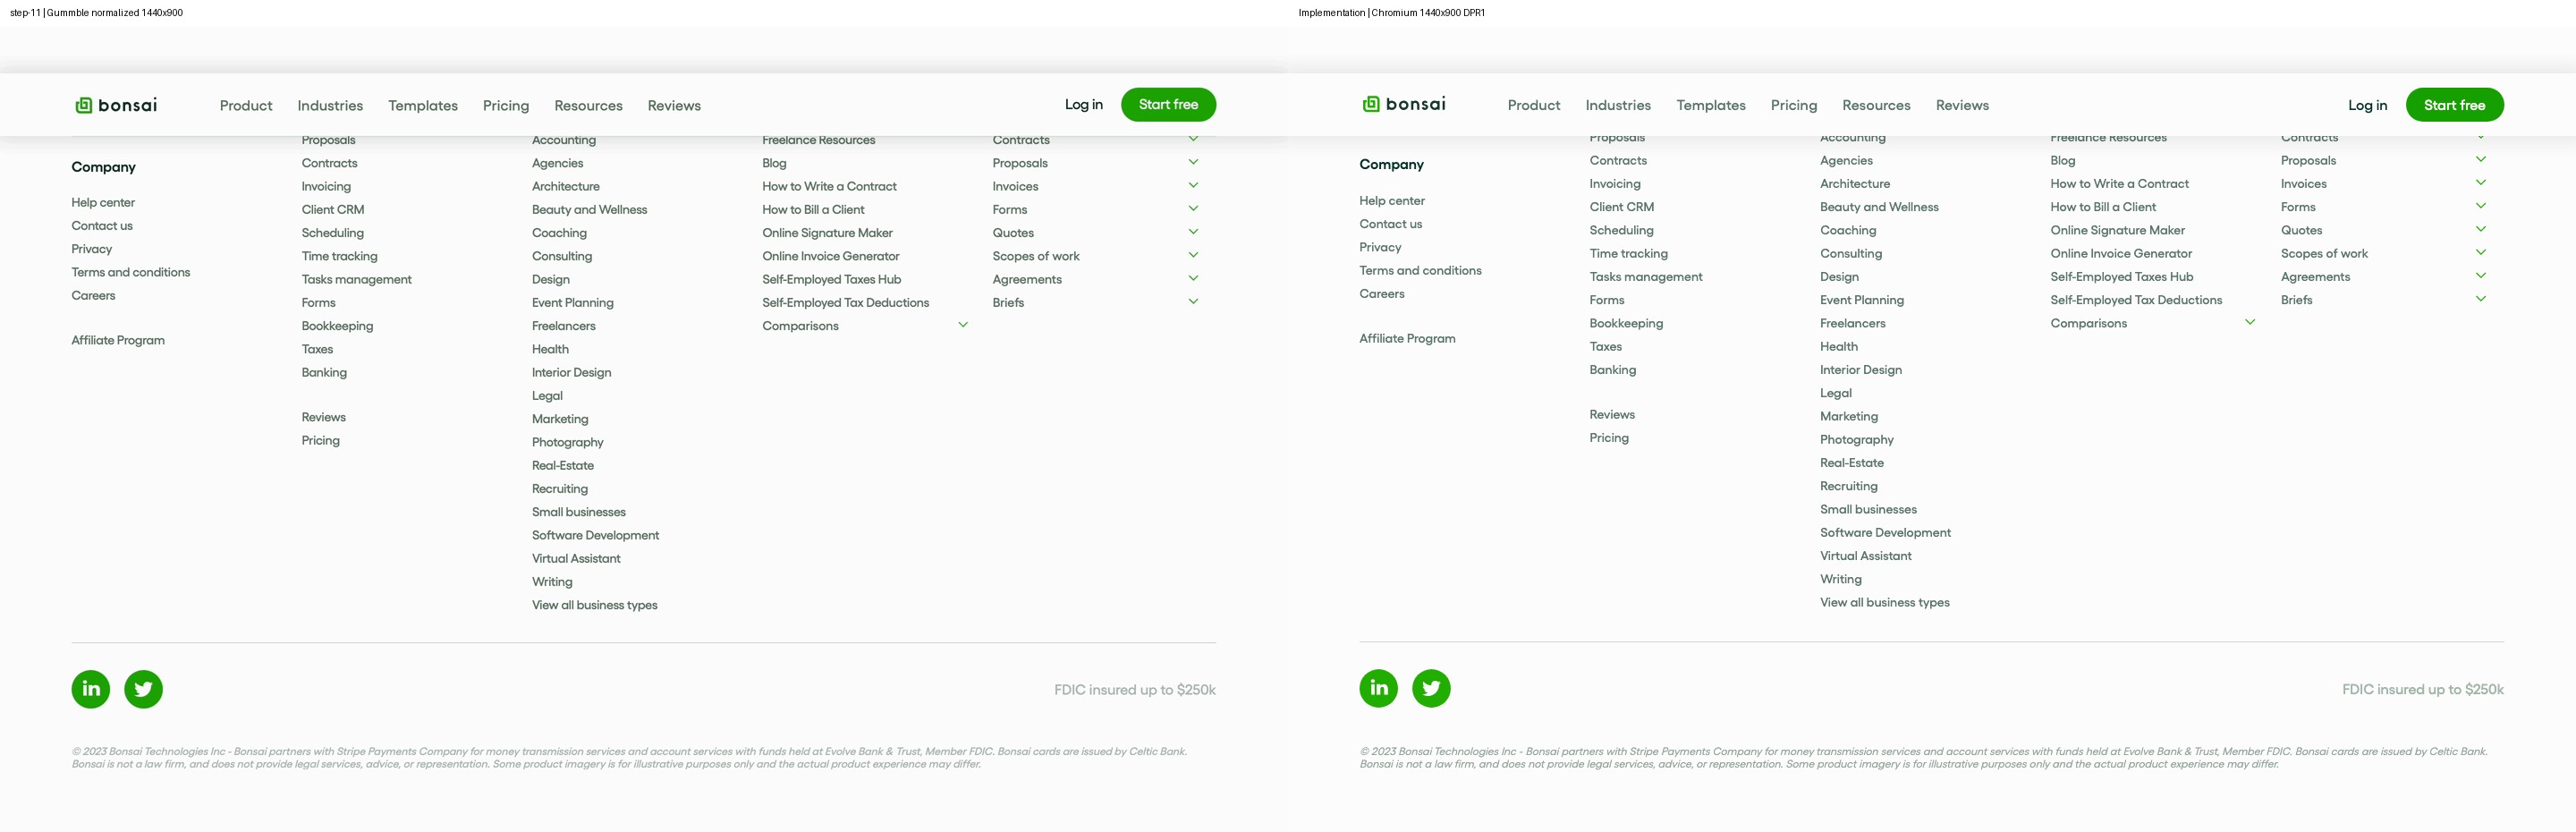 step-11 | Gummble normalized 1440x900
bonsai
Product
Industries
Templates
Pricing
Resources
Reviews
Log in
Start free
Company
Help center
Contact us
Privacy
Terms and conditions
Careers
Affiliate Program
Proposals
Contracts
Invoicing
Client CRM
Scheduling
Time tracking
Tasks management
Forms
Bookkeeping
Taxes
Banking
Reviews
Pricing
Accounting
Agencies
Architecture
Beauty and Wellness
Coaching
Consulting
Design
Event Planning
Freelancers
Health
Interior Design
Legal
Marketing
Photography
Real-Estate
Recruiting
Small businesses
Software Development
Virtual Assistant
Writing
View all business types
Freelance Resources
Blog
How to Write a Contract
How to Bill a Client
Online Signature Maker
Online Invoice Generator
Self-Employed Taxes Hub
Self-Employed Tax Deductions
Comparisons
Contracts
Proposals
Invoices
Forms
Quotes
Scopes of work
Agreements
Briefs
in
FDIC insured up to $250k
© 2023 Bonsai Technologies Inc - Bonsai partners with Stripe Payments Company for money transmission services and account services with funds held at Evolve Bank & Trust, Member FDIC. Bonsai cards are issued by Celtic Bank.
Bonsai is not a law firm, and does not provide legal services, advice, or representation. Some product imagery is for illustrative purposes only and the actual product experience may differ.
Implementation | Chromium 1440x900 DPR1
bonsai
Product
Industries
Templates
Pricing
Resources
Reviews
Log in
Start free
Company
Help center
Contact us
Privacy
Terms and conditions
Careers
Affiliate Program
Proposals
Contracts
Invoicing
Client CRM
Scheduling
Time tracking
Tasks management
Forms
Bookkeeping
Taxes
Banking
Reviews
Pricing
Accounting
Agencies
Architecture
Beauty and Wellness
Coaching
Consulting
Design
Event Planning
Freelancers
Health
Interior Design
Legal
Marketing
Photography
Real-Estate
Recruiting
Small businesses
Software Development
Virtual Assistant
Writing
View all business types
Freelance Resources
Blog
How to Write a Contract
How to Bill a Client
Online Signature Maker
Online Invoice Generator
Self-Employed Taxes Hub
Self-Employed Tax Deductions
Comparisons
Contracts
Proposals
Invoices
Forms
Quotes
Scopes of work
Agreements
Briefs
in
FDIC insured up to $250k
© 2023 Bonsai Technologies Inc - Bonsai partners with Stripe Payments Company for money transmission services and account services with funds held at Evolve Bank & Trust, Member FDIC. Bonsai cards are issued by Celtic Bank.
Bonsai is not a law firm, and does not provide legal services, advice, or representation. Some product imagery is for illustrative purposes only and the actual product experience may differ.